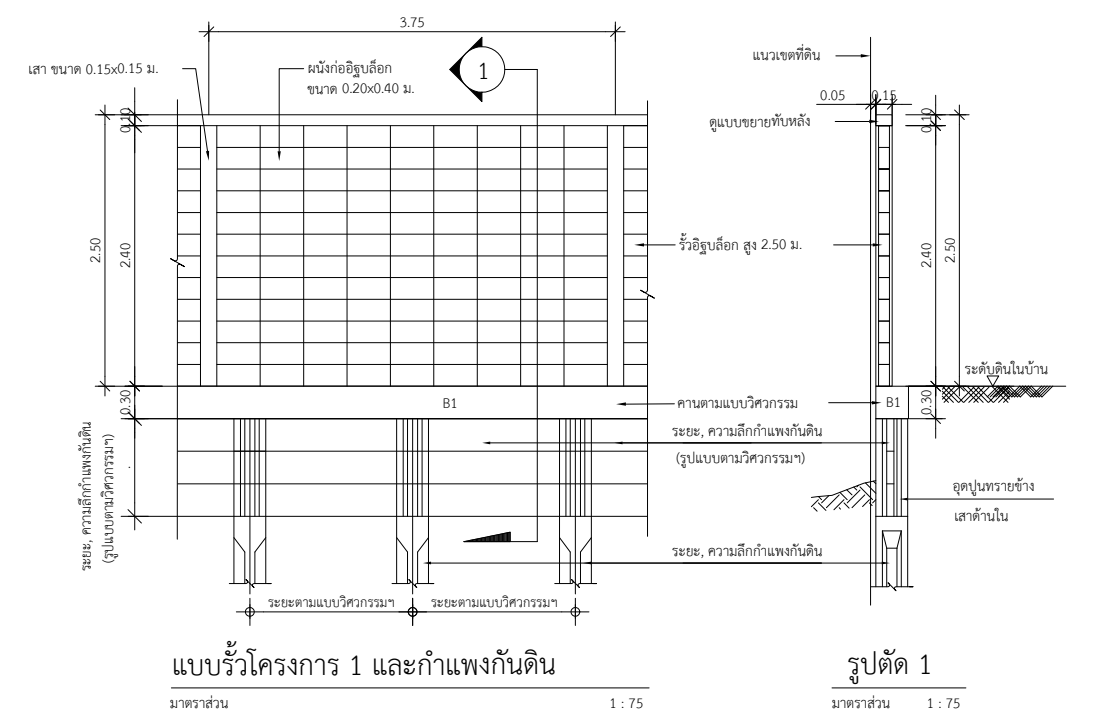 3.75
แนวเขตที่ดิน
เสา ขนาด 0.15x0.15 ม.
ผนังก่ออิฐบล็อก
ขนาด 0.20x0.40 ม.
1
0.05
0.15
0.10
ดูแบบขยายทับหลัง
0.10
2.50
2.40
รั้วอิฐบล็อก สูง 2.50 ม.
2.40
2.50
ระดับดินในบ้าน
0.30
B1
คานตามแบบวิศวกรรม
B1
0.30
ระยะ, ความลึกกำแพงกันดิน
(รูปแบบตามวิศวกรรมฯ)
ระยะ, ความลึกกำแพงกันดิน
(รูปแบบตามวิศวกรรมฯ)
อุดปูนทรายข้าง
เสาด้านใน
ระยะ, ความลึกกำแพงกันดิน
ระยะตามแบบวิศวกรรมฯ
ระยะตามแบบวิศวกรรมฯ
แบบรั้วโครงการ 1 และกำแพงกันดิน
มาตราส่วน 1 : 75
รูปตัด 1
มาตราส่วน 1 : 75